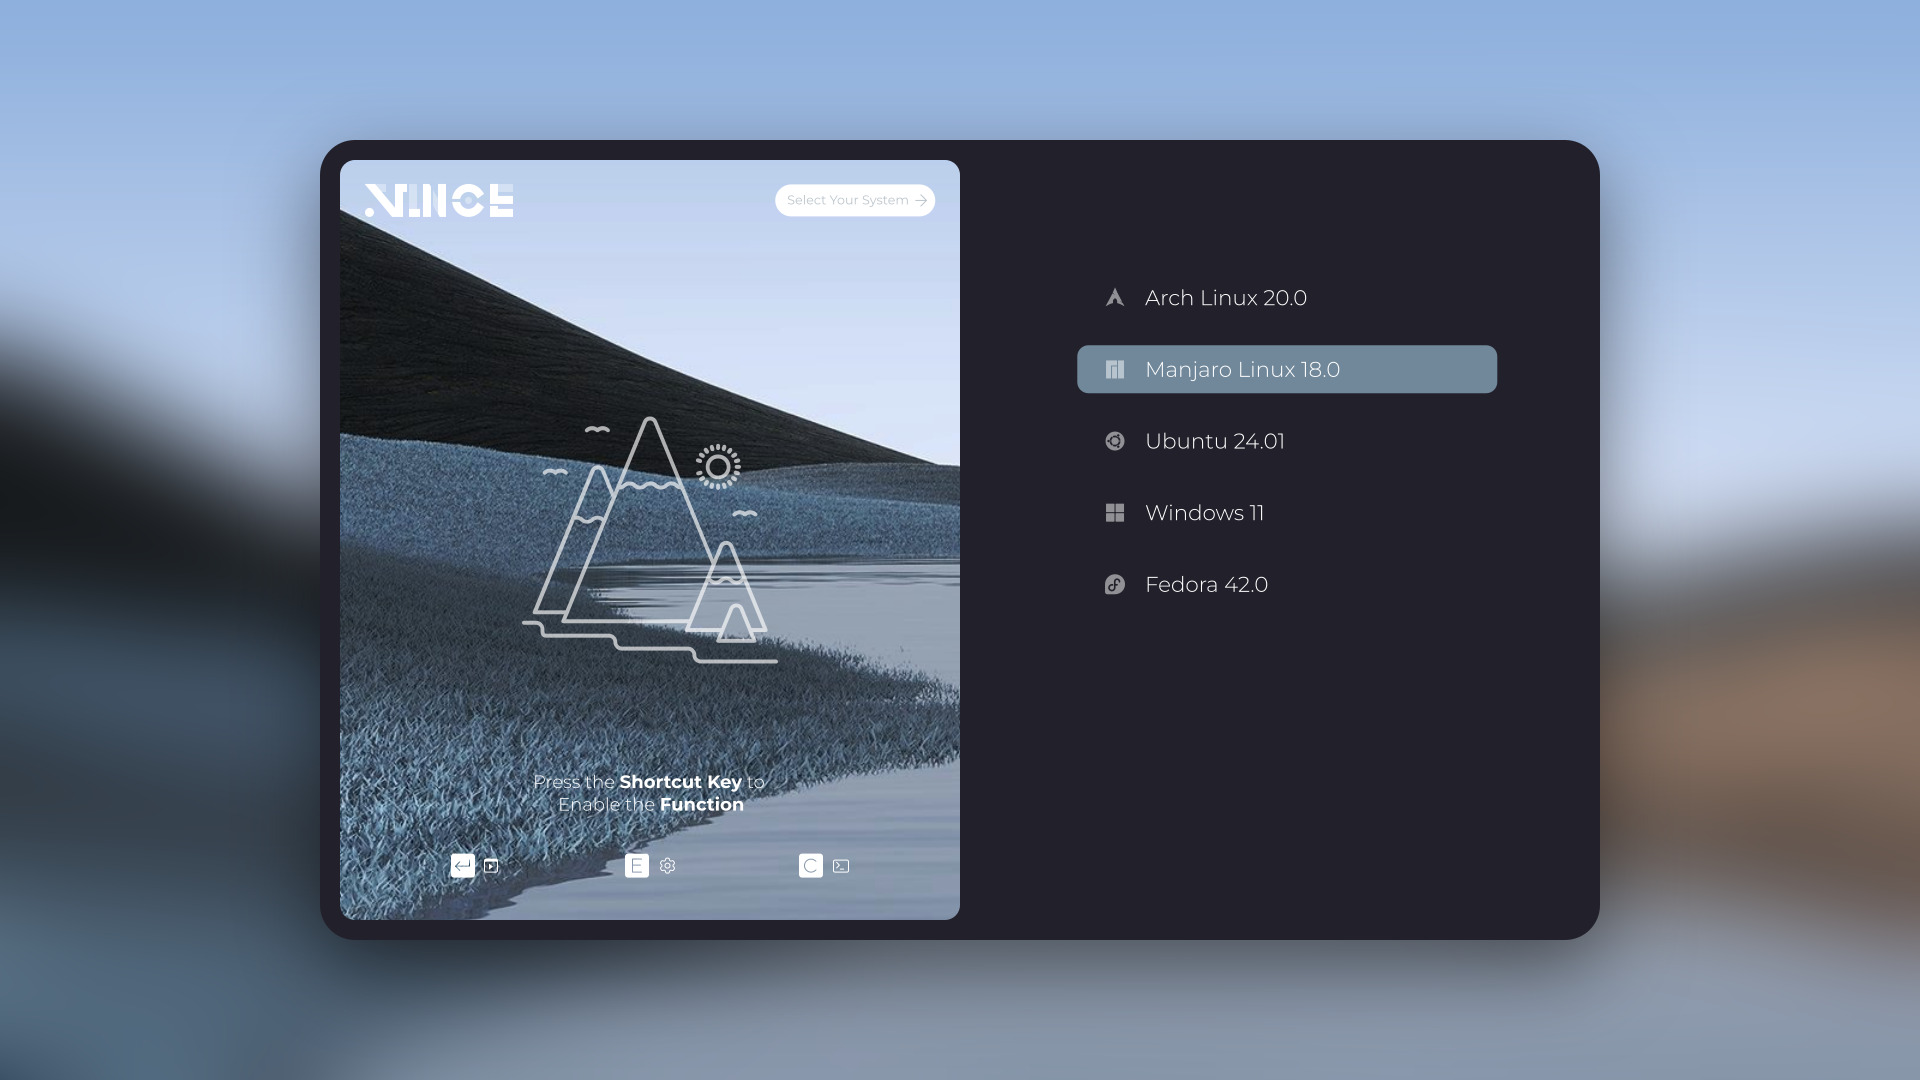 VINCE
Select Your System
Press the Shortcut Key to
Enable the Function
E
C
Arch Linux 20.0
Manjaro Linux 18.0
Ubuntu 24.01
Windows 11
Fedora 42.0